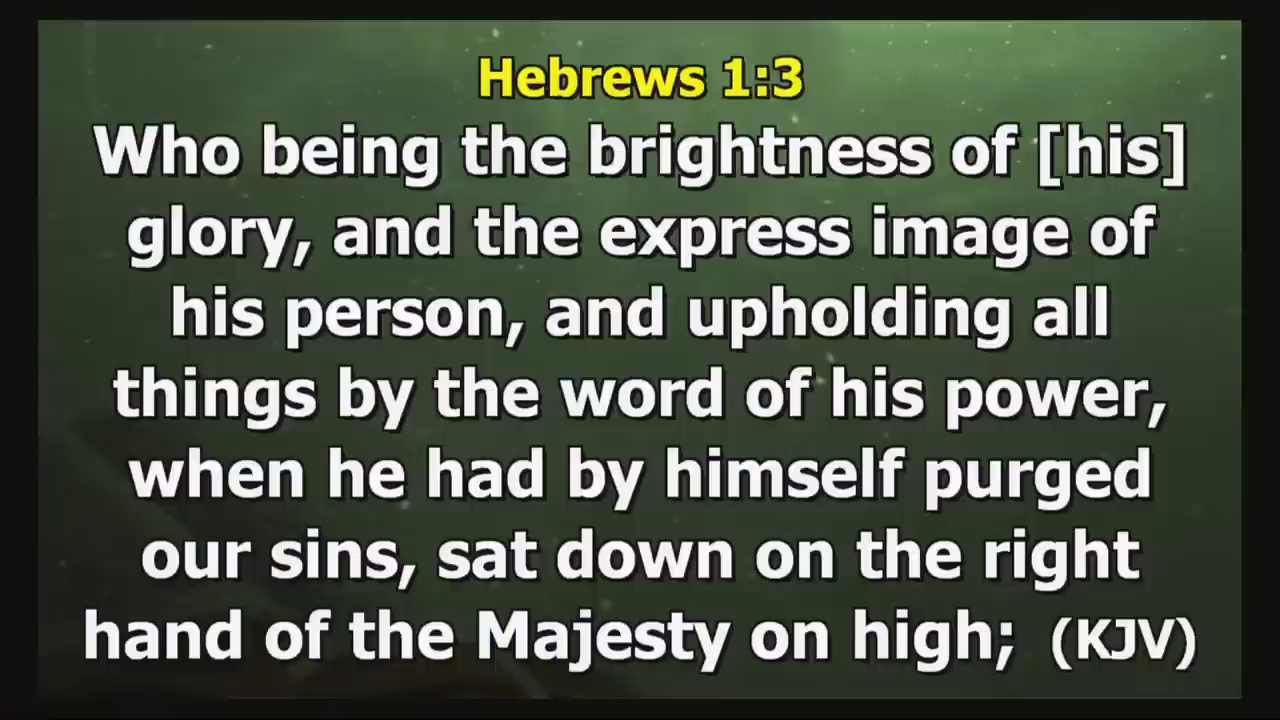 Hebrews 1:3
Who being the brightness of [his]
glory, and the express image of
his person, and upholding all
things by the word of his power,
when he had by himself purged
our sins, sat down on the right
hand of the Majesty on high; (KJV)